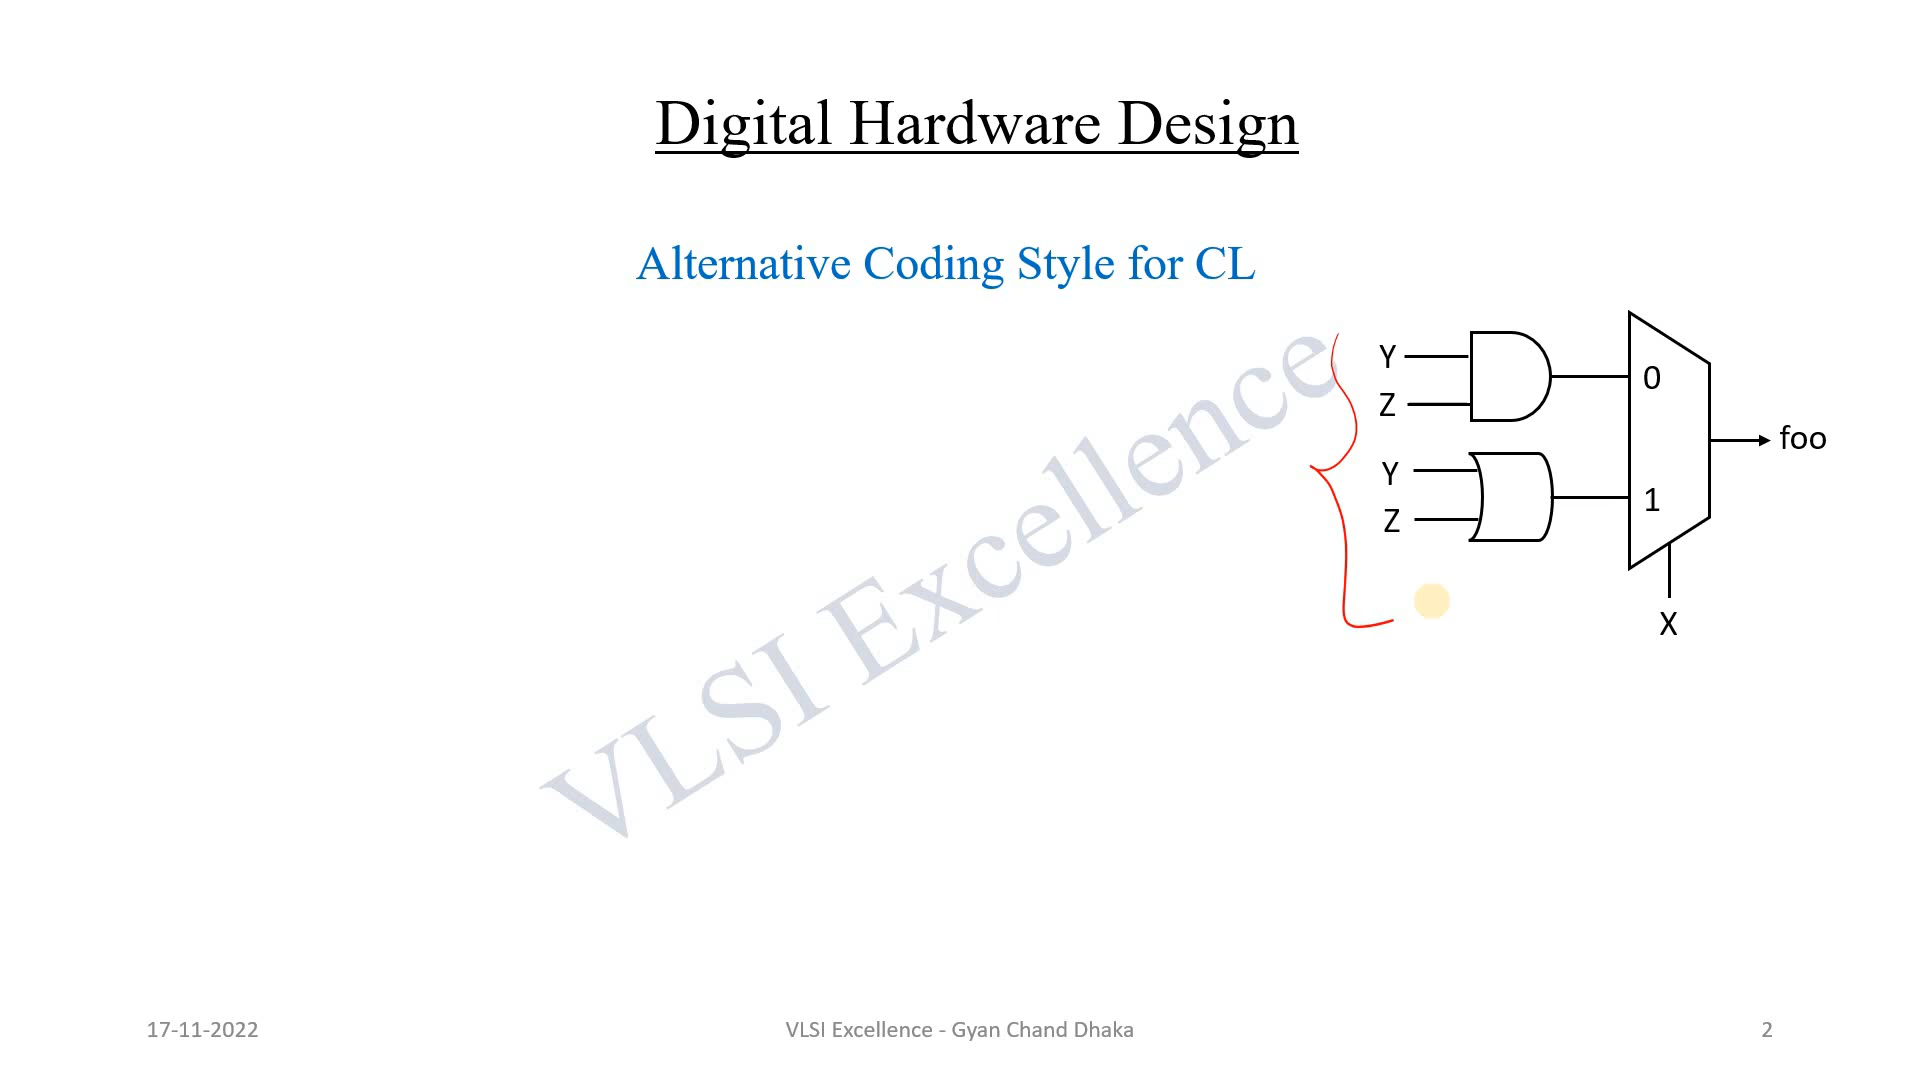 Digital Hardware Design
Alternative Coding Style for CL
Y
Z
0
foo
Y
Z
1
X
VLSI Excellence
17-11-2022
VLSI Excellence - Gyan Chand Dhaka
2